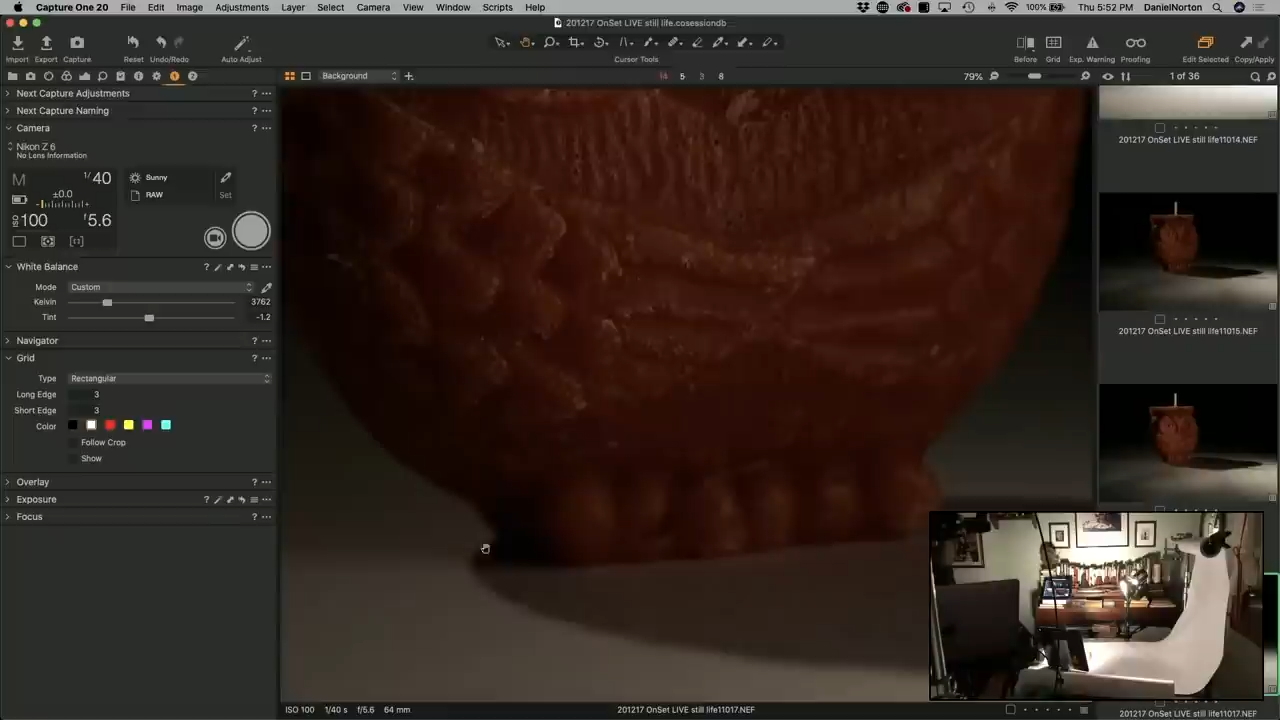 Capture One 20 File Edit Image Adjustments Layer Select Camera View Window Scripts Help 100% Thu 5:52 PM DanielNorton
201217 OnSet LIVE still life.cosessiondb
Import Export Capture Reset Undo/Redo Auto Adjust Cursor Tools Before Grid Exp. Warning Proofing Edit Selected Copy/Apply
Background 14 5 3 8 79% 1 of 36
Next Capture Adjustments ? ...
Next Capture Naming ? ...
Camera ? ...
Nikon Z 6
No Lens Information
M 1/40
±0.0
ISO 100 f5.6
Sunny
RAW Set
White Balance ? ...
Mode Custom
Kelvin 3762
Tint -1.2
Navigator ? ...
Grid ? ...
Type Rectangular
Long Edge 3
Short Edge 3
Color
Follow Crop
Show
Overlay ? ...
Exposure ? ...
Focus ? ...
201217 OnSet LIVE still life11014.NEF
201217 OnSet LIVE still life11015.NEF
ISO 100 1/40 s f/5.6 64 mm 201217 OnSet LIVE still life11017.NEF
201217 OnSet LIVE still life11017.NEF